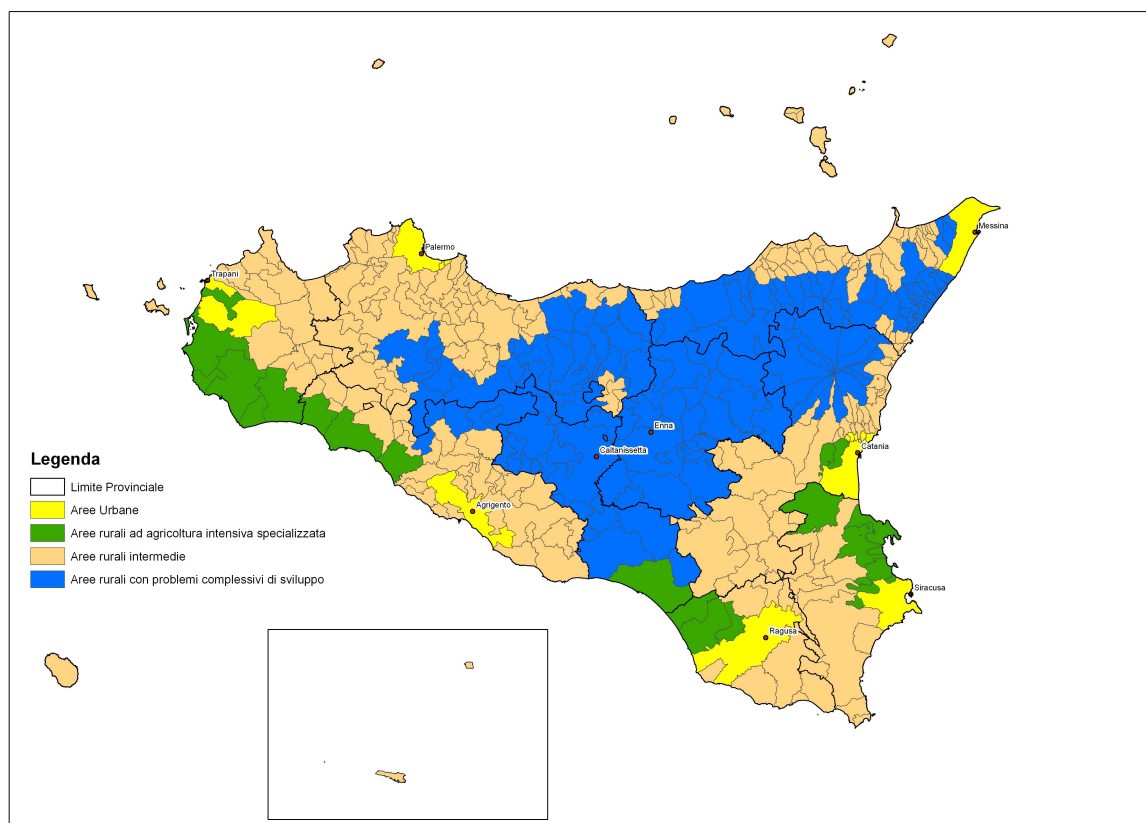 Messina
Palermo
Trapani
Enna
Catania
Caltanissetta
Agrigento
Siracusa
Ragusa
Legenda
Limite Provinciale
Aree Urbane
Aree rurali ad agricoltura intensiva specializzata
Aree rurali intermedie
Aree rurali con problemi complessivi di sviluppo